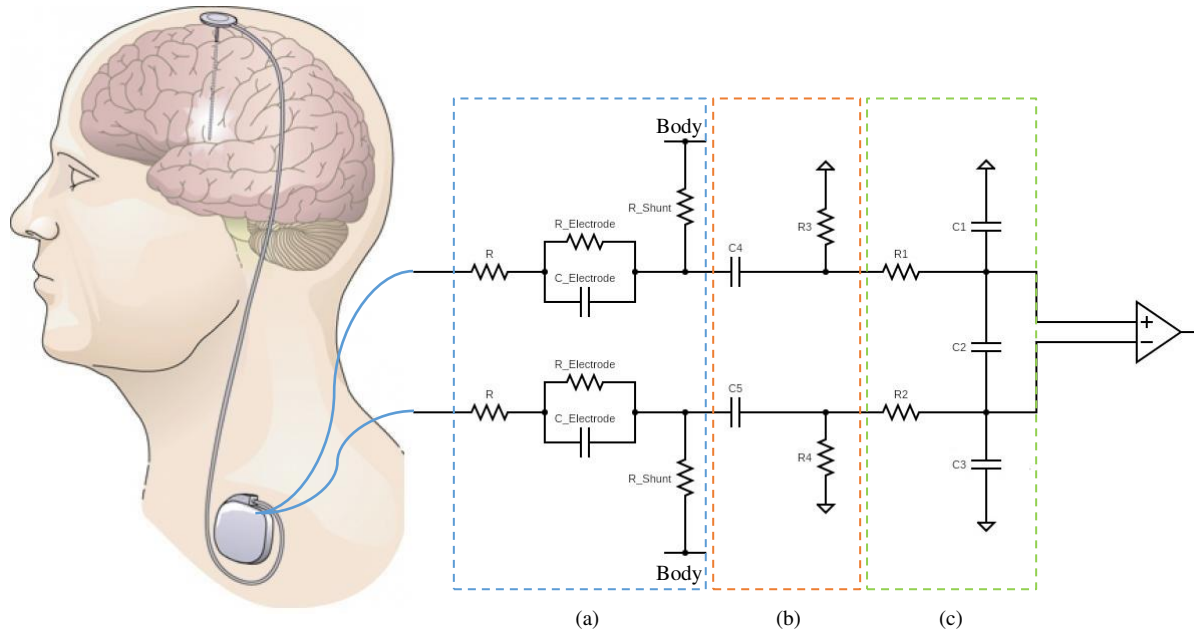 Body
R_Shunt
R_Electrode
R
C_Electrode
C4
R3
R1
C1
C2
R_Electrode
R
C_Electrode
C5
R4
R2
C3
R_Shunt
Body
+
−
(a)
(b)
(c)